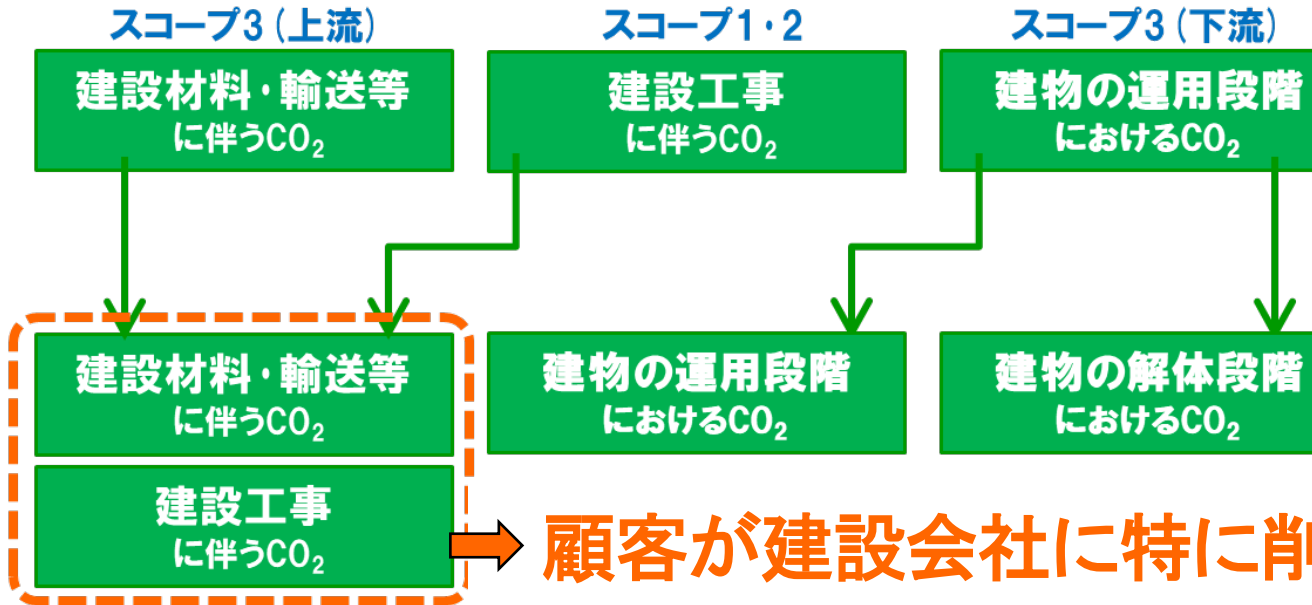 スコープ3(上流)
スコープ1・2
スコープ3(下流)
建設材料・輸送等
に伴うCO₂
建設工事
に伴うCO₂
建物の運用段階
におけるCO₂
建設材料・輸送等
に伴うCO₂
建物の運用段階
におけるCO₂
建物の解体段階
におけるCO₂
建設工事
に伴うCO₂
顧客が建設会社に特に削